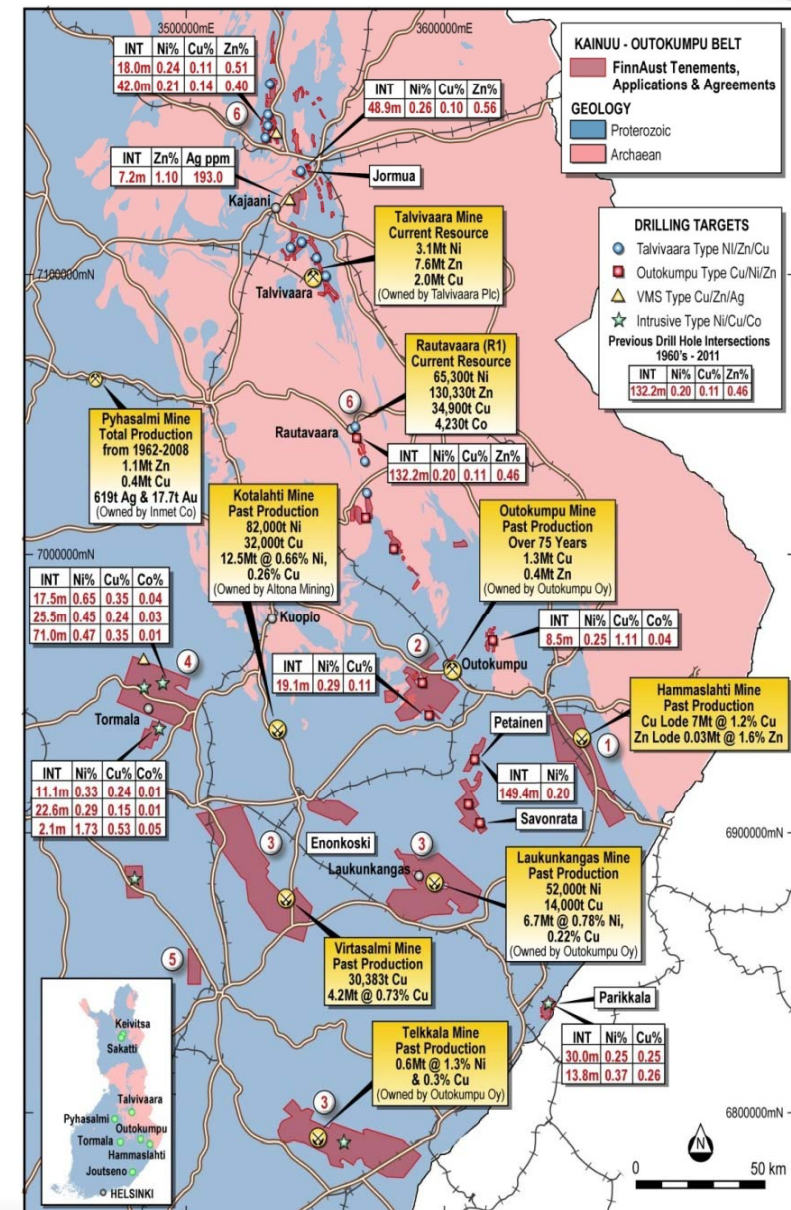 3500000mE
3600000mE
INT Ni% Cu% Zn%
18.0m 0.24 0.11 0.51
42.0m 0.21 0.14 0.40
6
INT Ni% Cu% Zn%
48.9m 0.26 0.10 0.56
INT Zn% Ag ppm
7.2m 1.10 193.0
Jormua
Kajaani
KAINUU - OUTOKUMPU BELT
FinnAust Tenements,
Applications & Agreements
GEOLOGY
Proterozoic
Archaean
Talvivaara Mine
Current Resource
3.1Mt Ni
7.6Mt Zn
2.0Mt Cu
(Owned by Talvivaara Plc)
DRILLING TARGETS
Talvivaara Type NI/Zn/Cu
Outokumpu Type Cu/Ni/Zn
VMS Type Cu/Zn/Ag
Intrusive Type Ni/Cu/Co
Previous Drill Hole Intersections
1960's - 2011
INT Ni% Cu% Zn%
132.2m 0.20 0.11 0.46
7100000mN
Talvivaara
Rautavaara (R1)
Current Resource
65,300t Ni
130,330t Zn
34,900t Cu
4,230t Co
Pyhasalmi Mine
Total Production
from 1962-2008
1.1Mt Zn
0.4Mt Cu
619t Ag & 17.7t Au
(Owned by Inmet Co)
6
Rautavaara
INT Ni% Cu% Zn%
132.2m 0.20 0.11 0.46
Kotalahti Mine
Past Production
82,000t Ni
32,000t Cu
12.5Mt @ 0.66% Ni,
0.26% Cu
(Owned by Altona Mining)
Outokumpu Mine
Past Production
Over 75 Years
1.3Mt Cu
0.4Mt Zn
(Owned by Outokumpu Oy)
7000000mN
INT Ni% Cu% Co%
17.5m 0.65 0.35 0.04
25.5m 0.45 0.24 0.03
71.0m 0.47 0.35 0.01
Kuopio
INT Ni% Cu% Co%
8.5m 0.25 1.11 0.04
4
2
Outokumpu
INT Ni% Cu%
19.1m 0.29 0.11
Tormala
Hammaslahti Mine
Past Production
Cu Lode 7Mt @ 1.2% Cu
Zn Lode 0.03Mt @ 1.6% Zn
1
Petainen
INT Ni%
149.4m 0.20
INT Ni% Cu% Co%
11.1m 0.33 0.24 0.01
22.6m 0.29 0.15 0.01
2.1m 1.73 0.53 0.05
Savonrata
6900000mN
3
Enonkoski
3
Laukunkangas
Laukunkangas Mine
Past Production
52,000t Ni
14,000t Cu
6.7Mt @ 0.78% Ni,
0.22% Cu
(Owned by Outokumpu Oy)
Virtasalmi Mine
Past Production
30,383t Cu
4.2Mt @ 0.73% Cu
5
Parikkala
INT Ni% Cu%
30.0m 0.25 0.25
13.8m 0.37 0.26
Telkkala Mine
Past Production
0.6Mt @ 1.3% Ni
& 0.3% Cu
(Owned by Outokumpu Oy)
3
6800000mN
Keivitsa
Sakatti
Talvivaara
Pyhasalmi
Outokumpu
Tormala
Hammaslahti
Joutseno
HELSINKI
N
0 50 km